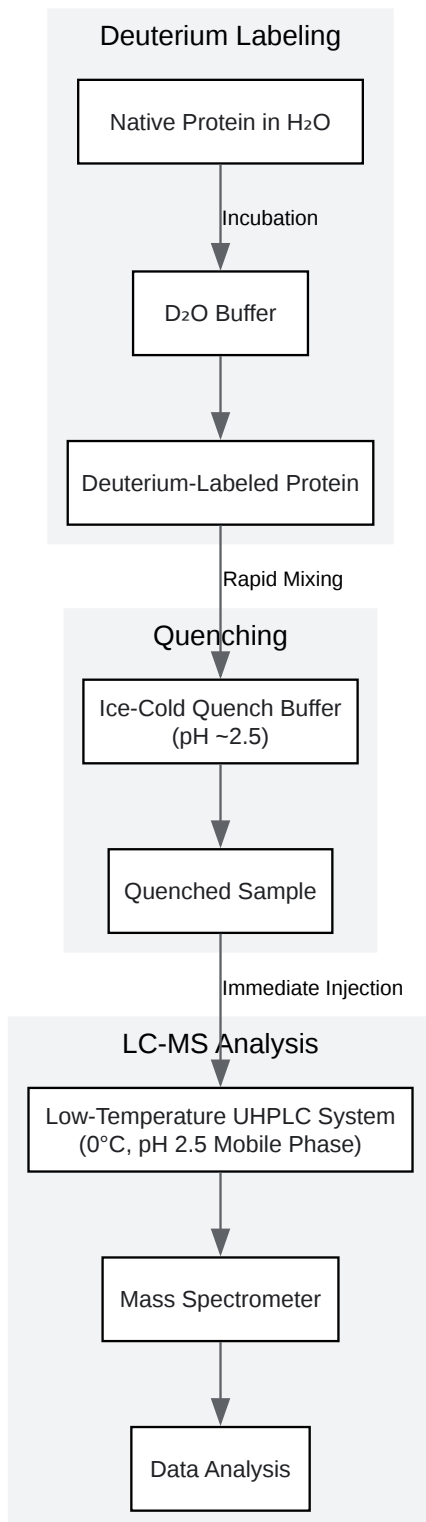 Deuterium Labeling
Native Protein in H₂O
Incubation
D₂O Buffer
Deuterium-Labeled Protein
Rapid Mixing
Quenching
Ice-Cold Quench Buffer
(pH ~2.5)
Quenched Sample
Immediate Injection
LC-MS Analysis
Low-Temperature UHPLC System
(0°C, pH 2.5 Mobile Phase)
Mass Spectrometer
Data Analysis